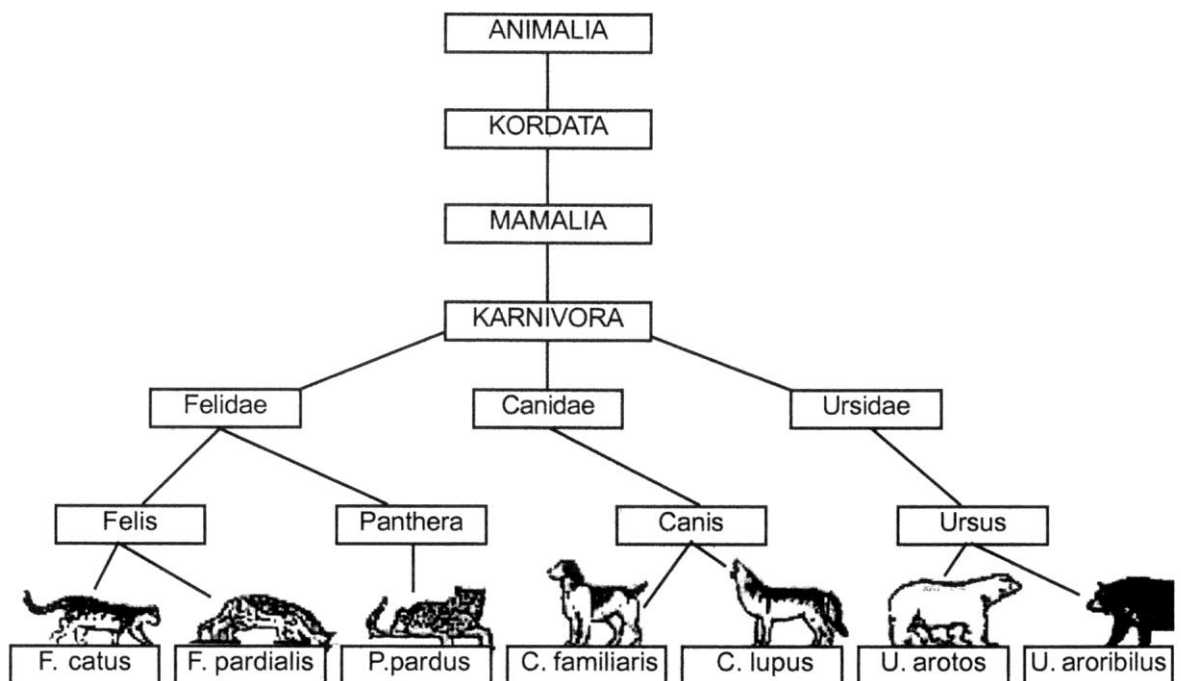 ANIMALIA
KORDATA
MAMALIA
KARNIVORA
Felidae
Canidae
Ursidae
Felis
Panthera
Canis
Ursus
F. catus
F. pardialis
P.pardus
C. familiaris
C. lupus
U. arotos
U. aroribilus